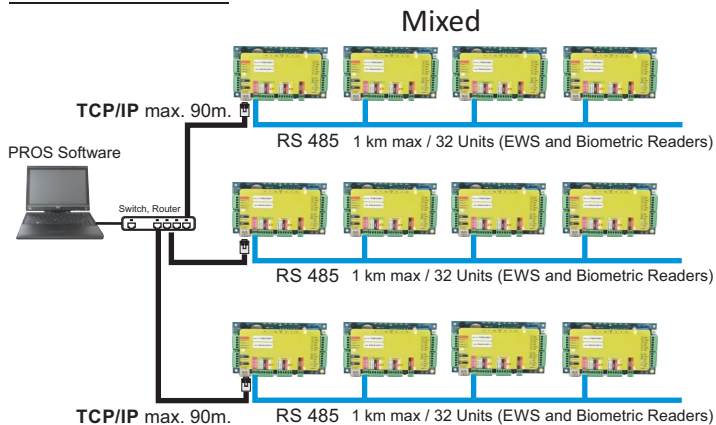 Mixed
TCP/IP max. 90m.
RS 485 1 km max / 32 Units (EWS and Biometric Readers)
PROS Software
Switch, Router
RS 485 1 km max / 32 Units (EWS and Biometric Readers)
TCP/IP max. 90m.
RS 485 1 km max / 32 Units (EWS and Biometric Readers)